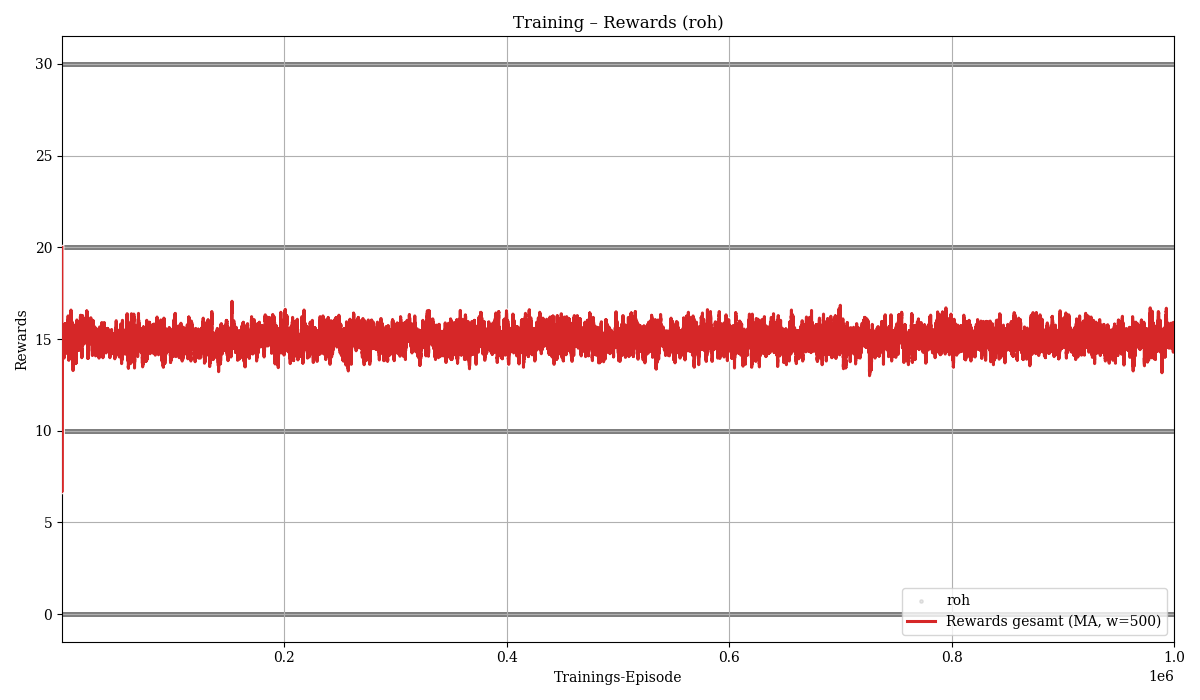 Training – Rewards (roh)
30
25
20
15
10
5
0
Rewards
roh
Rewards gesamt (MA, w=500)
0.2
0.4
0.6
0.8
1.0
1e6
Trainings-Episode